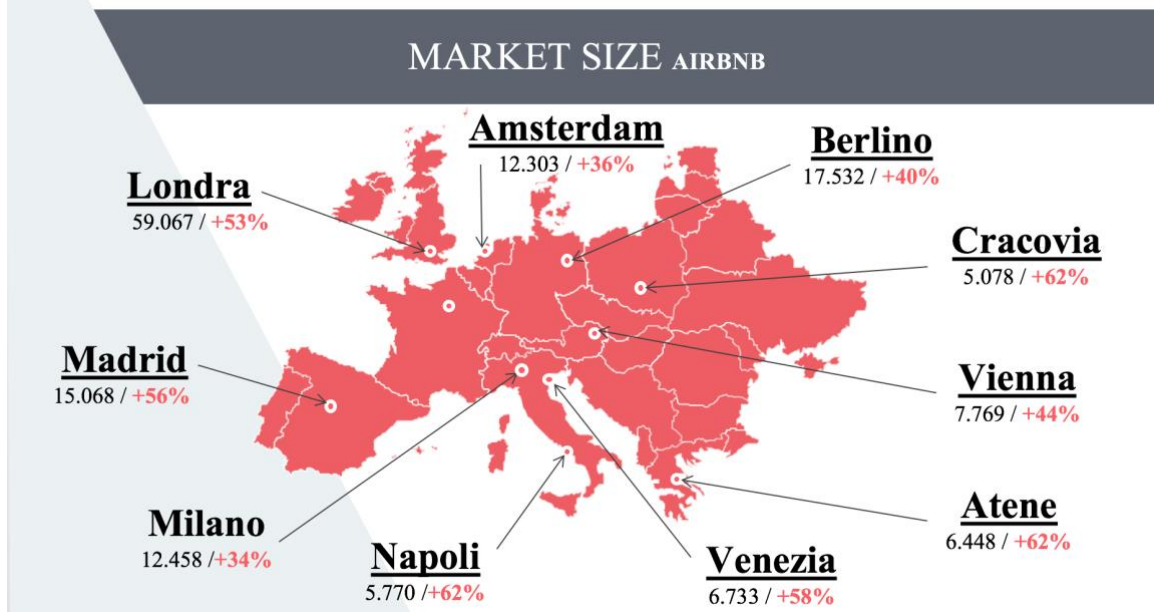 MARKET SIZE AIRBNB
Amsterdam
12.303 / +36%
Berlino
17.532 / +40%
Londra
59.067 / +53%
Cracovia
5.078 / +62%
Madrid
15.068 / +56%
Vienna
7.769 / +44%
Milano
12.458 /+34%
Napoli
5.770 /+62%
Venezia
6.733 / +58%
Atene
6.448 / +62%